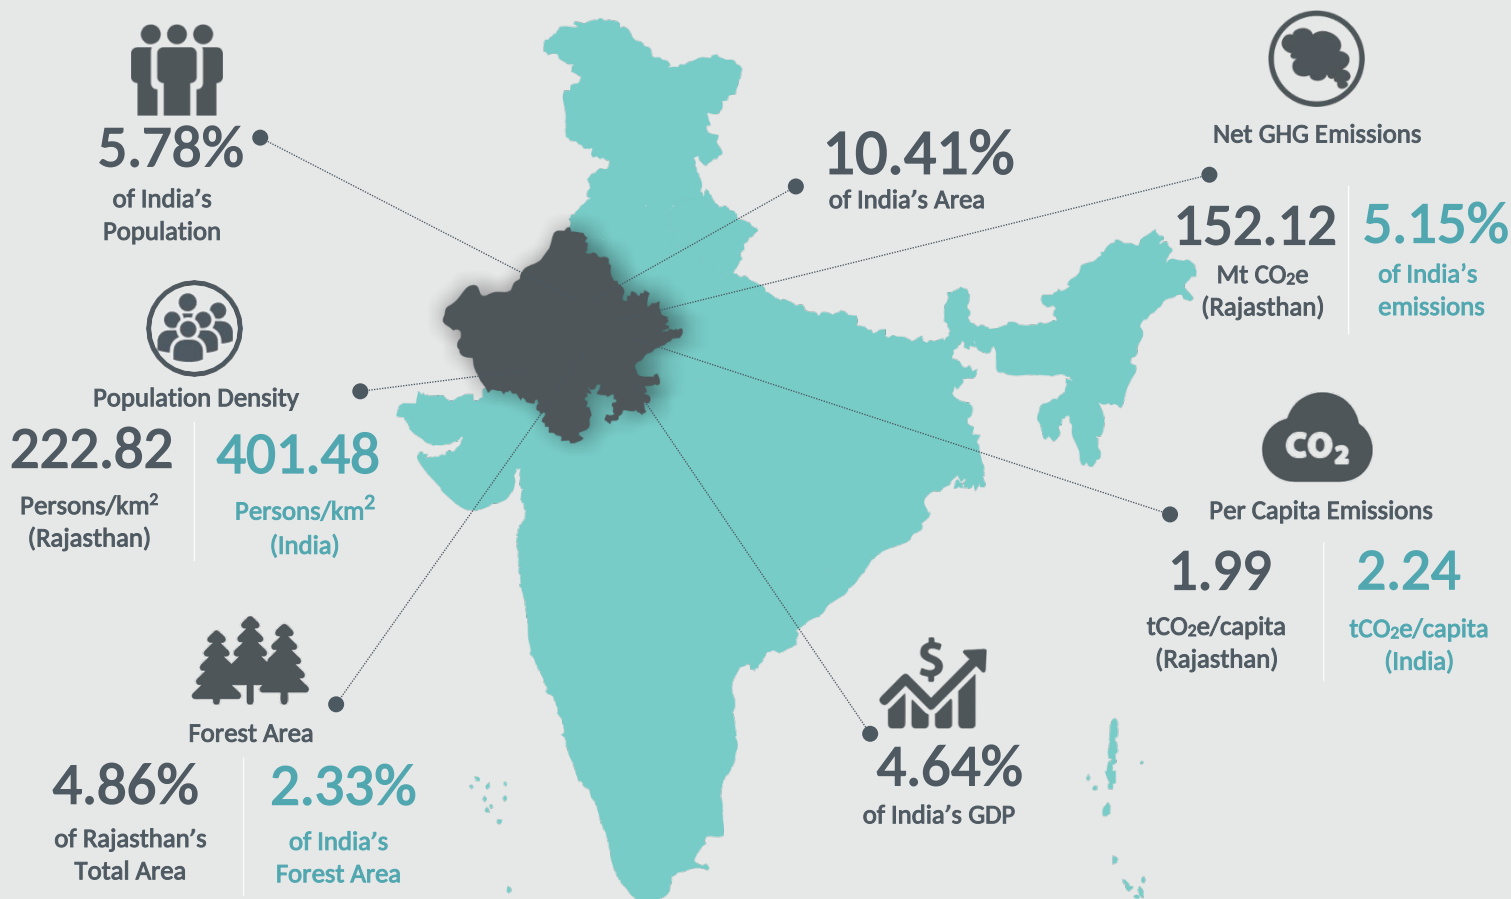 5.78%
of India's
Population
10.41%
of India's Area
Net GHG Emissions
152.12
Mt CO₂e
(Rajasthan)
5.15%
of India's
emissions
Population Density
222.82
Persons/km²
(Rajasthan)
401.48
Persons/km²
(India)
CO₂
Per Capita Emissions
1.99
tCO₂e/capita
(Rajasthan)
2.24
tCO₂e/capita
(India)
Forest Area
4.86%
of Rajasthan's
Total Area
2.33%
of India's
Forest Area
$
4.64%
of India's GDP